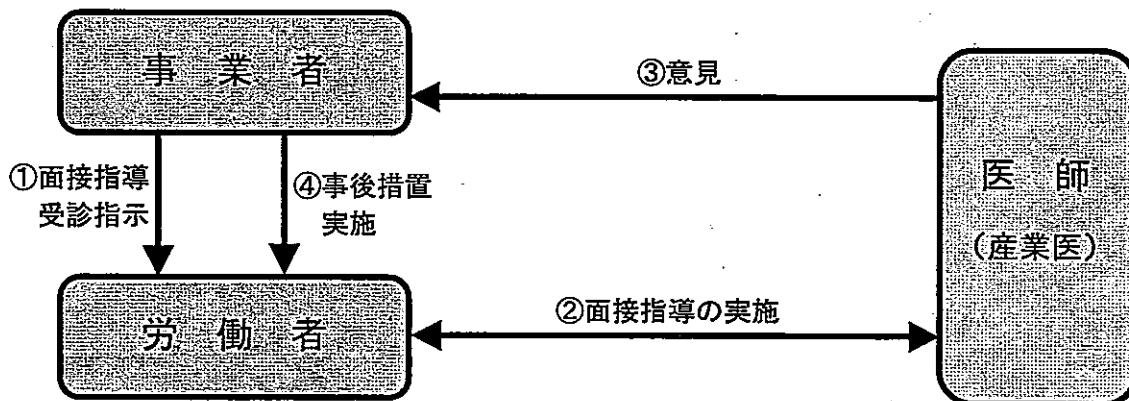 事業者
③意見
①面接指導
受診指示
④事後措置
実施
医師
(産業医)
労働者
②面接指導の実施